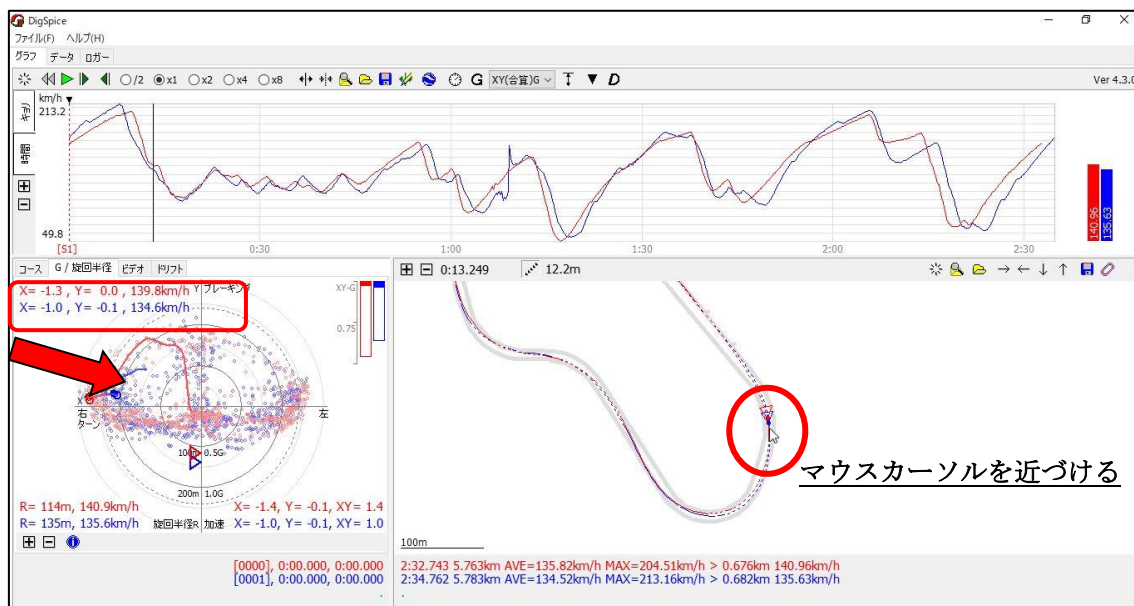 DigSpice
ファイル(F) ヘルプ(H)
グラフ データ ロガー
/2 x1 x2 x4 x8 G XY(合算)G D Ver 4.3.0
km/h
213.2
49.8
キョリ
時間
[S1] 0:30 1:00 1:30 2:00 2:30
140.96
135.63
コース G / 旋回半径 ビデオ ドリフト
0:13.249 12.2m
X= -1.3 , Y= 0.0 , 139.8km/h
X= -1.0 , Y= -0.1 , 134.6km/h
Y ブレーキング
XY-G
0.75
X
右
ターン
左
100m 0.5G
200m 1.0G
R= 114m, 140.9km/h
R= 135m, 135.6km/h
旋回半径R 加速
X= -1.4, Y= -0.1, XY= 1.4
X= -1.0, Y= -0.1, XY= 1.0
マウスカーソルを近づける
100m
[0000], 0:00.000, 0:00.000
[0001], 0:00.000, 0:00.000
2:32.743 5.763km AVE=135.82km/h MAX=204.51km/h > 0.676km 140.96km/h
2:34.762 5.783km AVE=134.52km/h MAX=213.16km/h > 0.682km 135.63km/h